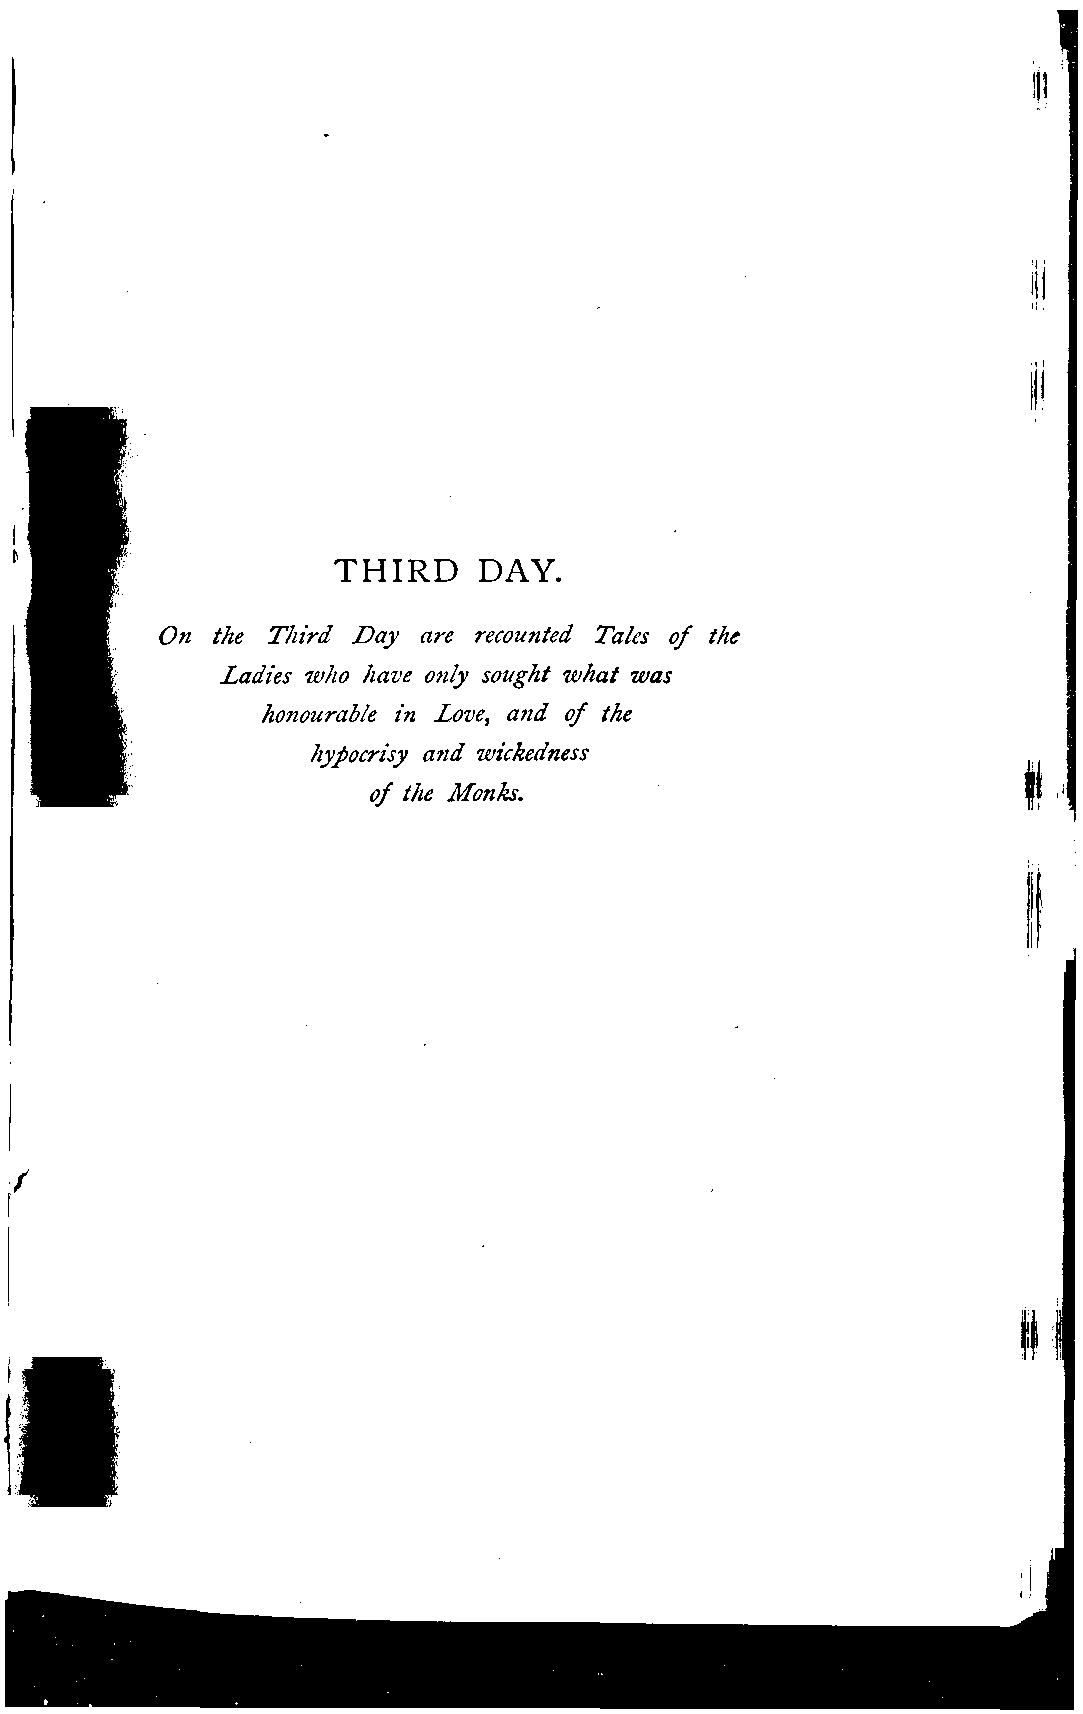 THIRD DAY.
On the Third Day are recounted Tales of the
Ladies who have only sought what was
honourable in Love, and of the
hypocrisy and wickedness
of the Monks.